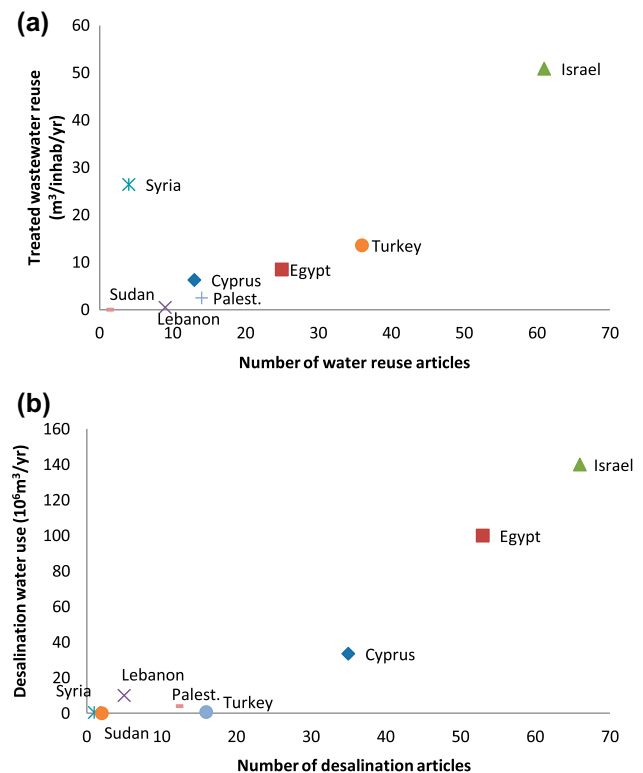 (a)
60
50
40
30
20
10
0
Treated wastewater reuse
(m³/inhab/yr)
Israel
Syria
Turkey
Egypt
Cyprus
Palest.
Sudan
Lebanon
0 10 20 30 40 50 60 70
Number of water reuse articles
(b)
160
140
120
100
80
60
40
20
0
Desalination water use (10⁶m³/yr)
Israel
Egypt
Cyprus
Lebanon
Syria
Palest.
Turkey
Sudan
0 10 20 30 40 50 60 70
Number of desalination articles